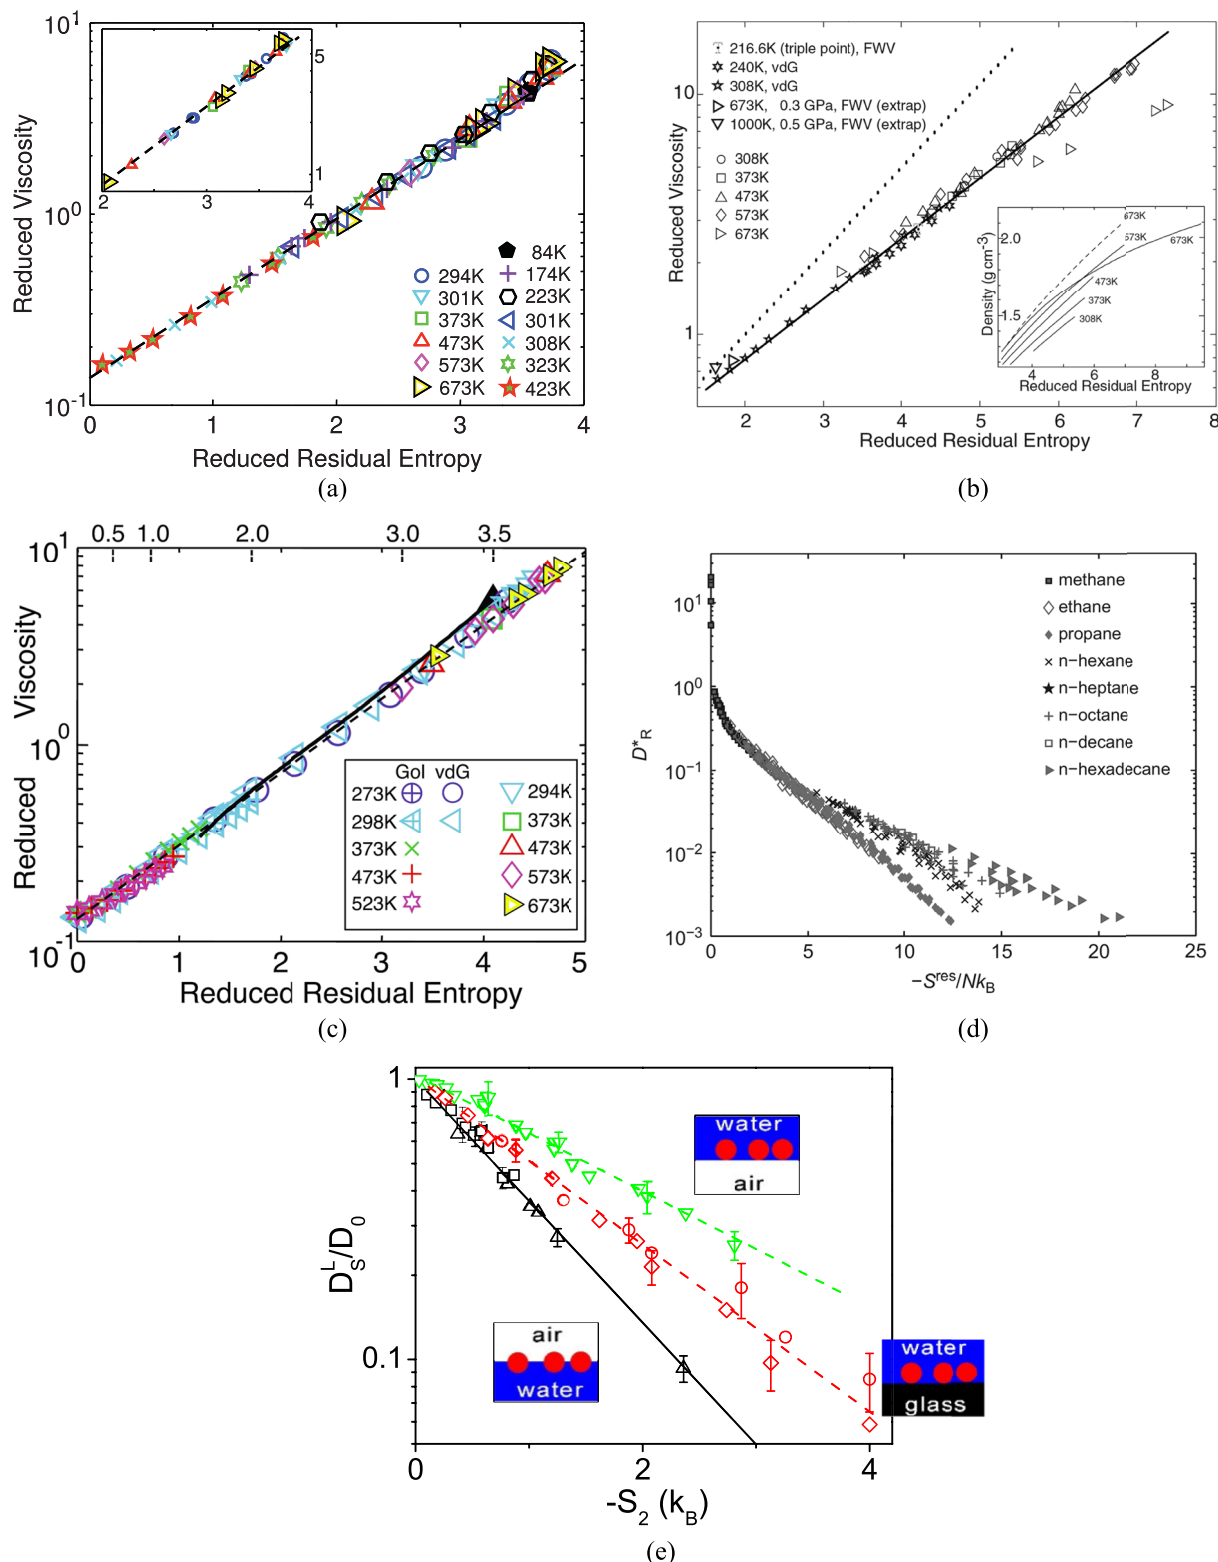 10¹
10⁰
10⁻¹
Reduced Viscosity
2 3 4
5
1
294K
301K
373K
473K
573K
673K
84K
174K
223K
301K
308K
323K
423K
0 1 2 3 4
Reduced Residual Entropy
(a)
216.6K (triple point), FWV
240K, vdG
308K, vdG
673K, 0.3 GPa, FWV (extrap)
1000K, 0.5 GPa, FWV (extrap)
308K
373K
473K
573K
673K
10
1
Reduced Viscosity
2.0
1.5
Density (g cm⁻³)
673K
573K
673K
473K
373K
308K
4 6 8
Reduced Residual Entropy
2 3 4 5 6 7 8
Reduced Residual Entropy
(b)
0.5 1.0 2.0 3.0 3.5
10¹
10⁰
10⁻¹
Reduced Viscosity
Gol vdG
273K
298K
373K
473K
523K
294K
373K
473K
573K
673K
0 1 2 3 4 5
Reduced Residual Entropy
(c)
methane
ethane
propane
n−hexane
n−heptane
n−octane
n−decane
n−hexadecane
10¹
10⁰
10⁻¹
10⁻²
10⁻³
D*R
0 5 10 15 20 25
−Sʳᵉˢ/NkB
(d)
1
0.1
DSᴸ/D₀
water
air
air
water
water
glass
0 2 4
-S₂ (kB)
(e)